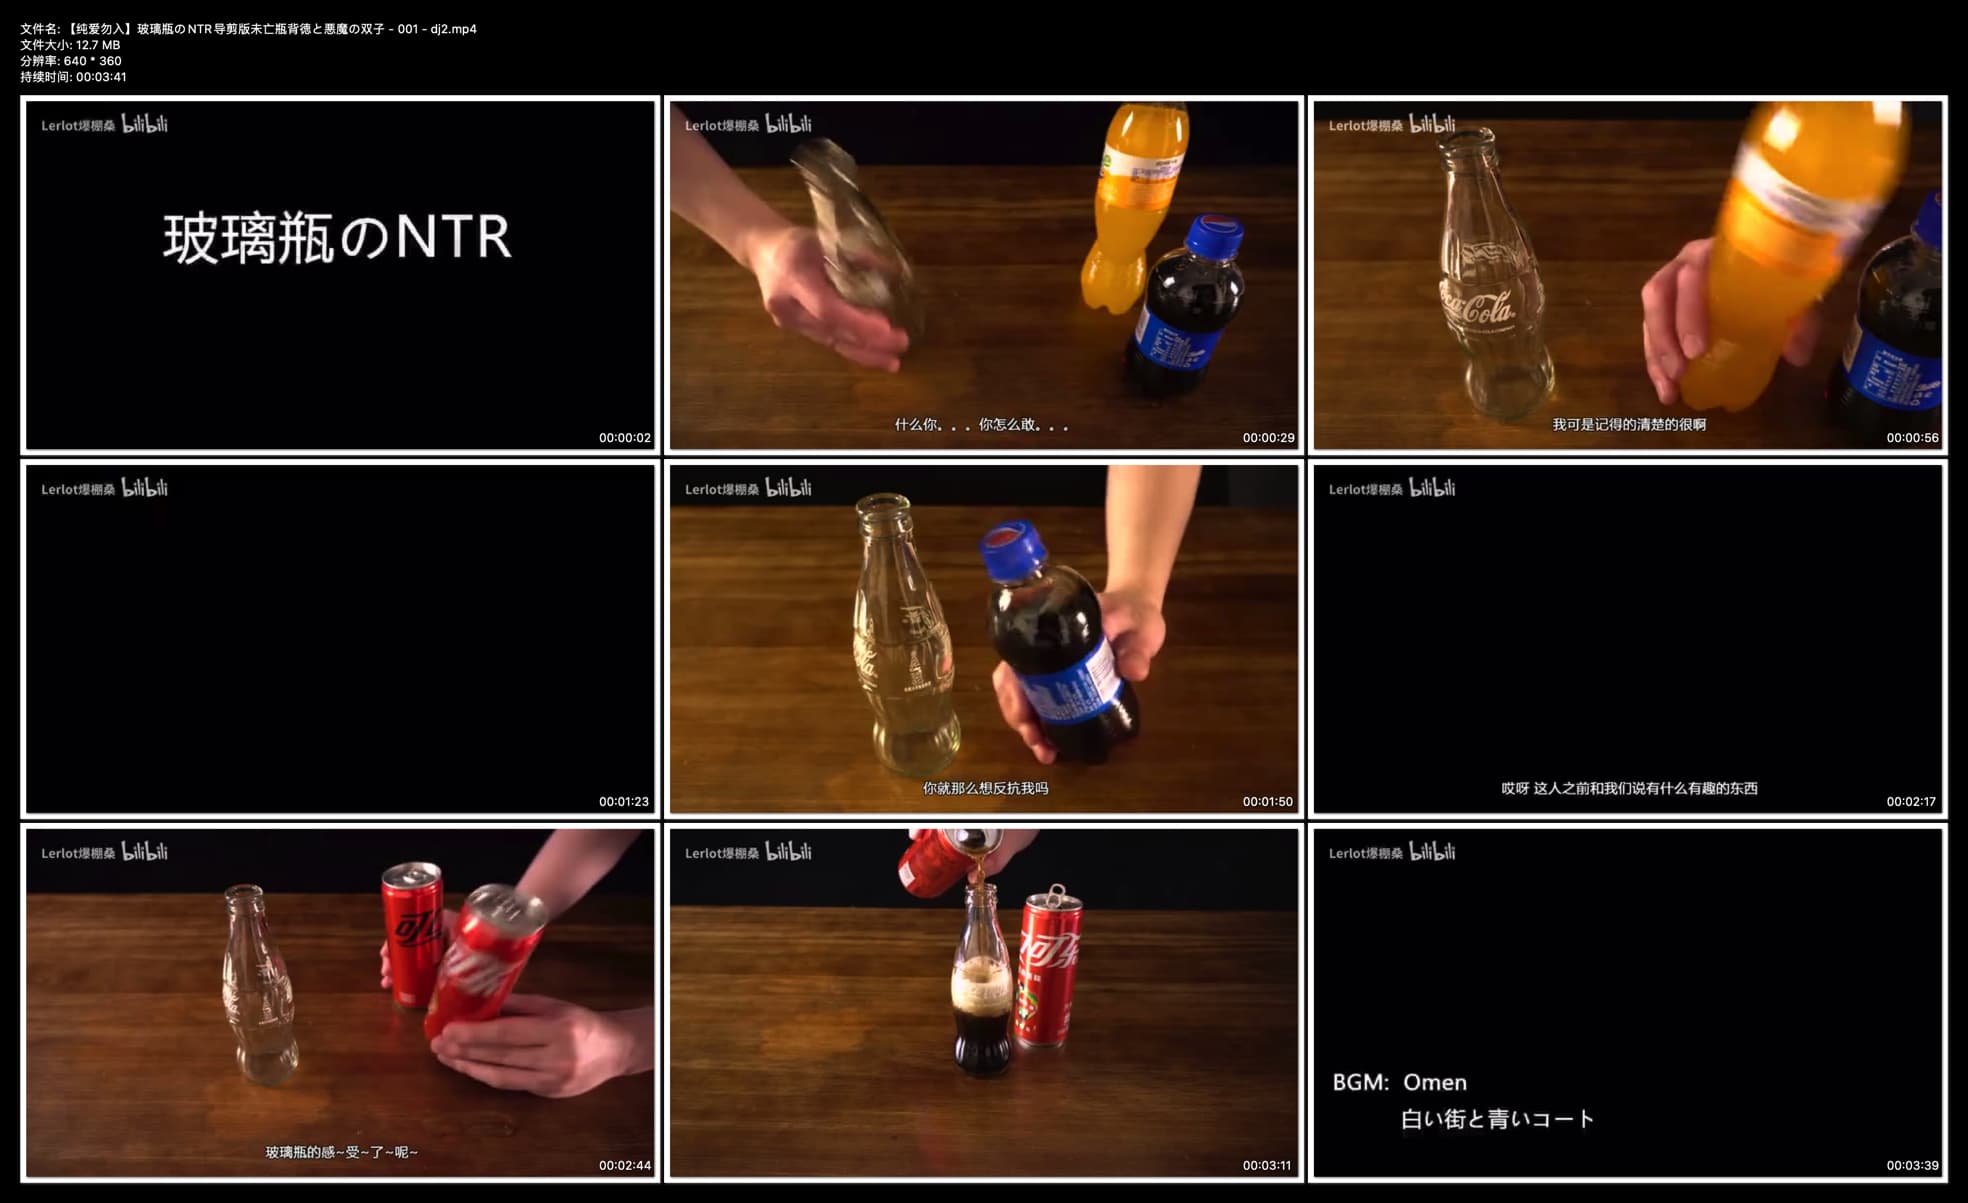 文件名: 【纯爱勿入】玻璃瓶のNTR导剪版未亡瓶背徳と悪魔の双子 - 001 - dj2.mp4
文件大小: 12.7 MB
分辨率: 640 * 360
持续时间: 00:03:41
Lerlot爆棚桑 bilibili
玻璃瓶のNTR
00:00:02
Lerlot爆棚桑 bilibili
什么你。。。你怎么敢。。。
00:00:29
Lerlot爆棚桑 bilibili
Coca-Cola
我可是记得的清楚的很啊
00:00:56
Lerlot爆棚桑 bilibili
00:01:23
Lerlot爆棚桑 bilibili
你就那么想反抗我吗
00:01:50
Lerlot爆棚桑 bilibili
哎呀 这人之前和我们说有什么有趣的东西
00:02:17
Lerlot爆棚桑 bilibili
玻璃瓶的感~受~了~呢~
00:02:44
Lerlot爆棚桑 bilibili
可乐
00:03:11
Lerlot爆棚桑 bilibili
BGM: Omen
白い街と青いコート
00:03:39